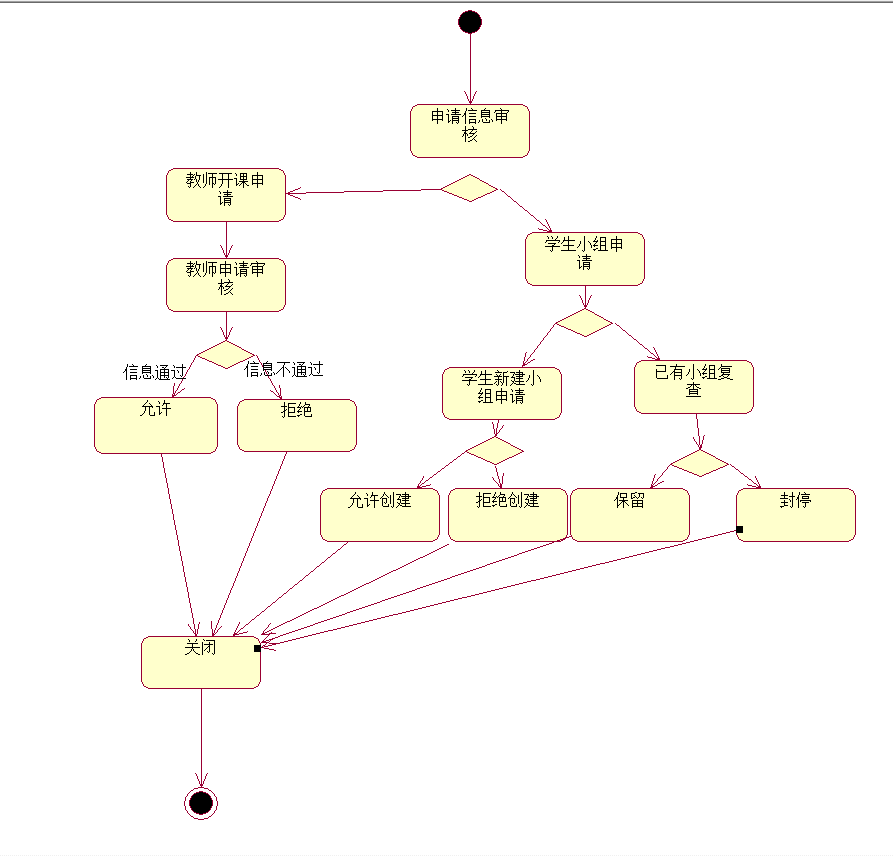 申请信息审
核
教师开课申
请
学生小组申
请
教师申请审
核
信息通过
信息不通过
学生新建小
组申请
已有小组复
查
允许
拒绝
允许创建
拒绝创建
保留
封停
关闭